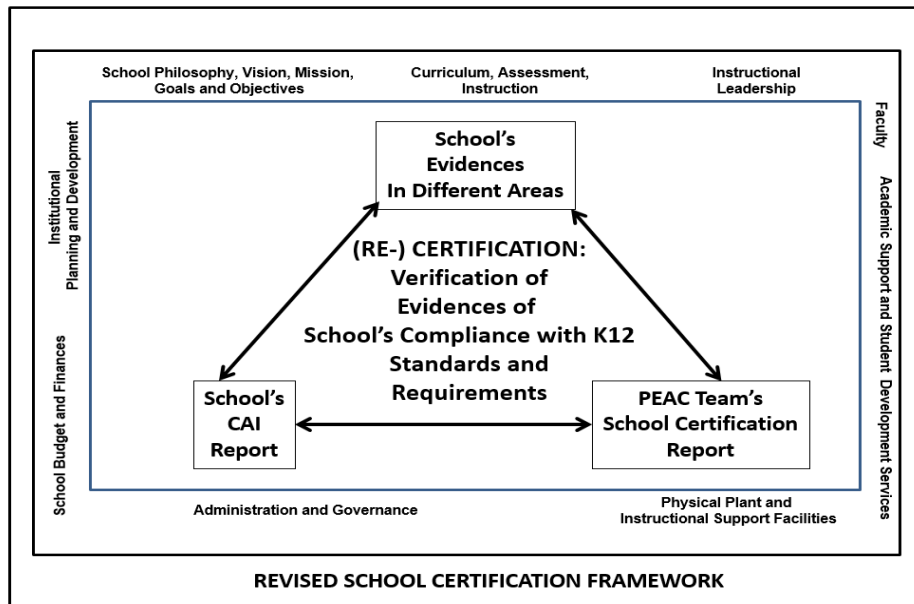 School Philosophy, Vision, Mission,
Goals and Objectives
Curriculum, Assessment,
Instruction
Instructional
Leadership
Faculty
Academic Support and Student Development Services
Institutional
Planning and Development
School Budget and Finances
School's
Evidences
In Different Areas
(RE-) CERTIFICATION:
Verification of
Evidences of
School's Compliance with K12
Standards and
Requirements
School's
CAI
Report
PEAC Team's
School Certification
Report
Administration and Governance
Physical Plant and
Instructional Support Facilities
REVISED SCHOOL CERTIFICATION FRAMEWORK